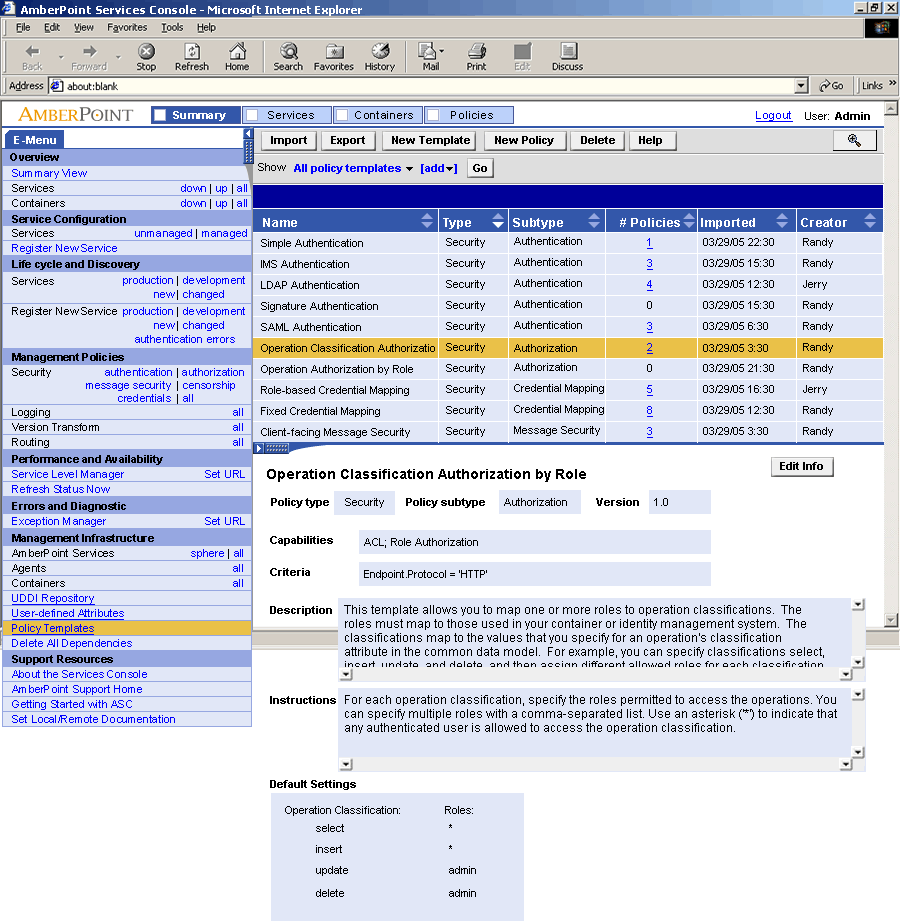 AmberPoint Services Console - Microsoft Internet Explorer
File Edit View Favorites Tools Help
Back Forward Stop Refresh Home Search Favorites History Mail Print Edit Discuss
Address about:blank Go Links »
AMBERPOINT Summary Services Containers Policies Logout User: Admin
E-Menu
Overview
Summary View
Services down | up | all
Containers down | up | all
Service Configuration
Services unmanaged | managed
Register New Service
Life cycle and Discovery
Services production | development
new | changed
Register New Service production | development
new | changed
authentication errors
Management Policies
Security authentication | authorization
message security | censorship
credentials | all
Logging all
Version Transform all
Routing all
Performance and Availability
Service Level Manager Set URL
Refresh Status Now
Errors and Diagnostic
Exception Manager Set URL
Management Infrastructure
AmberPoint Services sphere | all
Agents all
Containers all
UDDI Repository
User-defined Attributes
Policy Templates
Delete All Dependencies
Support Resources
About the Services Console
AmberPoint Support Home
Getting Started with ASC
Set Local/Remote Documentation
Import Export New Template New Policy Delete Help
Show All policy templates [add] Go
Name Type Subtype # Policies Imported Creator
Simple Authentication Security Authentication 1 03/29/05 22:30 Randy
IMS Authentication Security Authentication 3 03/29/05 15:30 Randy
LDAP Authentication Security Authentication 4 03/29/05 12:30 Jerry
Signature Authentication Security Authentication 0 03/29/05 15:30 Randy
SAML Authentication Security Authentication 3 03/29/05 6:30 Randy
Operation Classification Authorizatio Security Authorization 2 03/29/05 3:30 Randy
Operation Authorization by Role Security Authorization 0 03/29/05 21:30 Randy
Role-based Credential Mapping Security Credential Mapping 5 03/29/05 16:30 Jerry
Fixed Credential Mapping Security Credential Mapping 8 03/29/05 12:30 Randy
Client-facing Message Security Security Message Security 3 03/29/05 3:30 Randy
Operation Classification Authorization by Role Edit Info
Policy type Security Policy subtype Authorization Version 1.0
Capabilities ACL; Role Authorization
Criteria Endpoint.Protocol = 'HTTP'
Description This template allows you to map one or more roles to operation classifications. The
roles must map to those used in your container or identity management system. The
classifications map to the values that you specify for an operation's classification
attribute in the common data model. For example, you can specify classifications select,
insert, update, and delete, and then assign different allowed roles for each classification
Instructions For each operation classification, specify the roles permitted to access the operations. You
can specify multiple roles with a comma-separated list. Use an asterisk ('*') to indicate that
any authenticated user is allowed to access the operation classification.
Default Settings
Operation Classification: Roles:
select *
insert *
update admin
delete admin